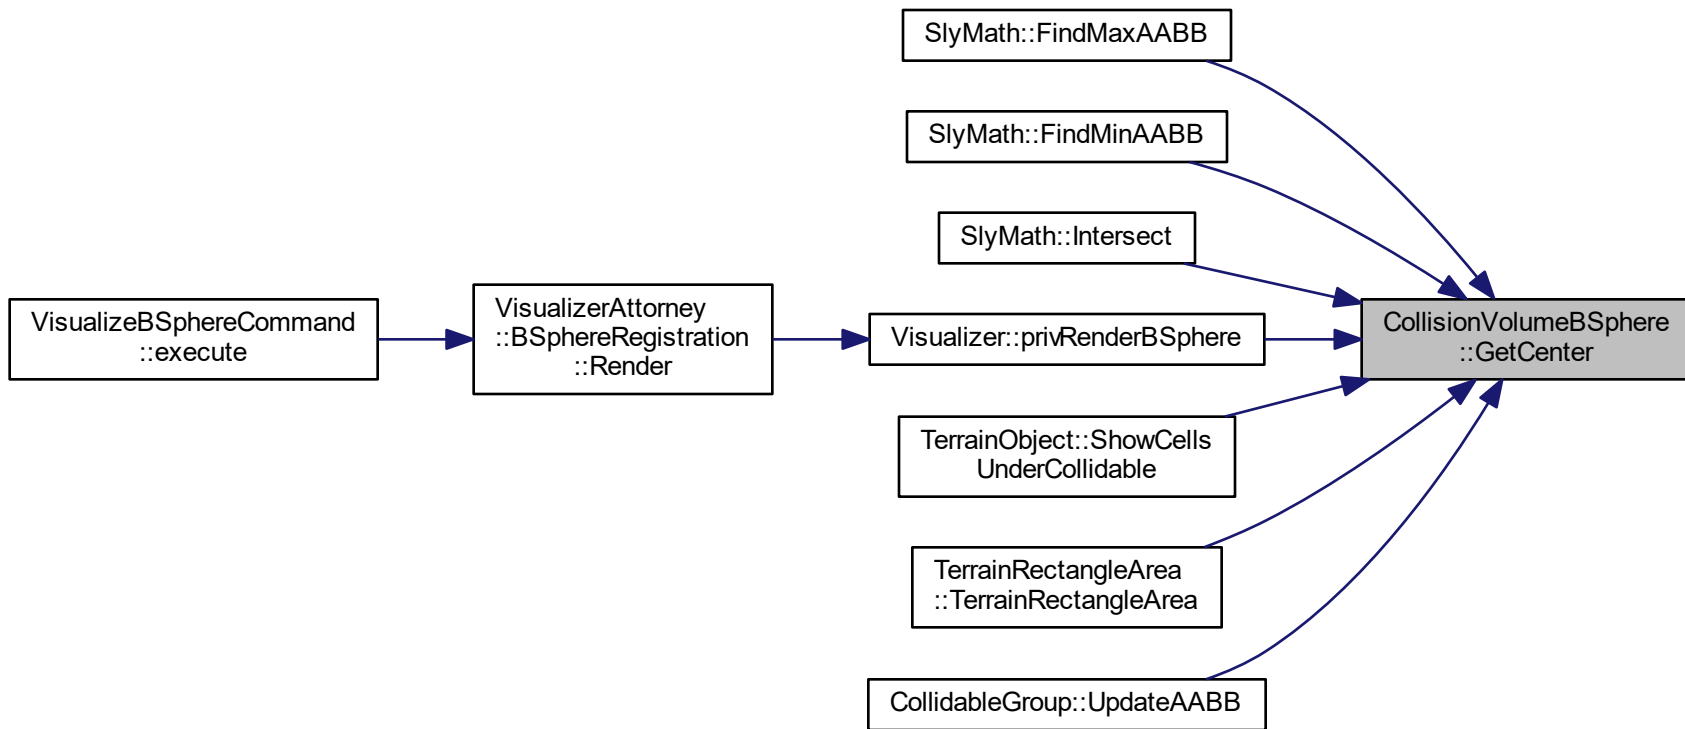 SlyMath::FindMaxAABB
SlyMath::FindMinAABB
SlyMath::Intersect
VisualizeBSphereCommand
::execute
VisualizerAttorney
::BSphereRegistration
::Render
Visualizer::privRenderBSphere
CollisionVolumeBSphere
::GetCenter
TerrainObject::ShowCells
UnderCollidable
TerrainRectangleArea
::TerrainRectangleArea
CollidableGroup::UpdateAABB